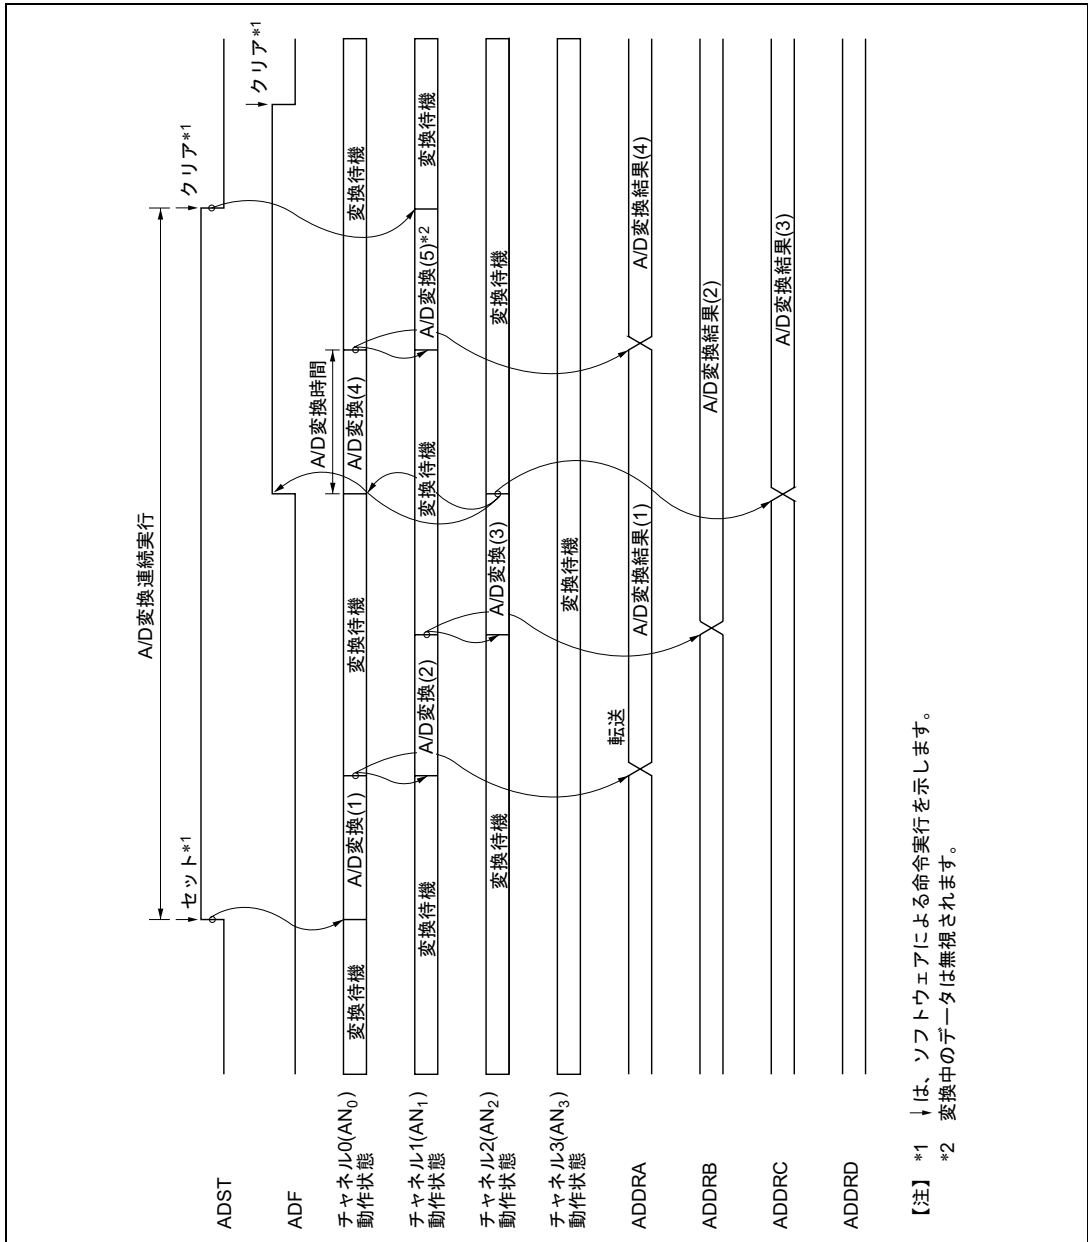 A/D変換連続実行
セット*1
クリア*1
ADST
クリア*1
ADF
A/D変換時間
チャネル0(AN0)
動作状態
変換待機
A/D変換(1)
変換待機
A/D変換(4)
変換待機
チャネル1(AN1)
動作状態
変換待機
A/D変換(2)
変換待機
A/D変換(5)*2
変換待機
チャネル2(AN2)
動作状態
変換待機
A/D変換(3)
変換待機
チャネル3(AN3)
動作状態
変換待機
転送
ADDRA
A/D変換結果(1)
A/D変換結果(4)
ADDRB
A/D変換結果(2)
ADDRC
A/D変換結果(3)
ADDRD
【注】 *1 ↓は、ソフトウェアによる命令実行を示します。
*2 変換中のデータは無視されます。